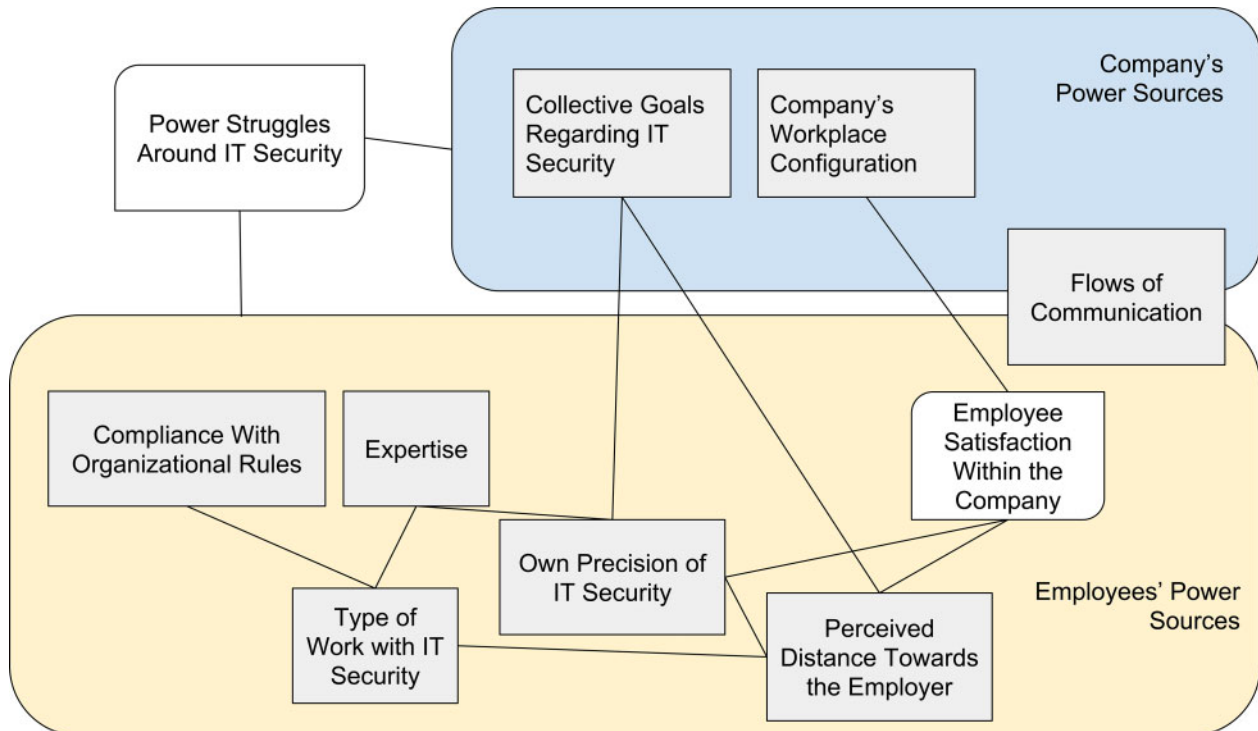 Company's
Power Sources
Power Struggles
Around IT Security
Collective Goals
Regarding IT
Security
Company's
Workplace
Configuration
Flows of
Communication
Compliance With
Organizational Rules
Expertise
Employee
Satisfaction
Within the
Company
Own Precision of
IT Security
Type of
Work with IT
Security
Perceived
Distance Towards
the Employer
Employees' Power
Sources